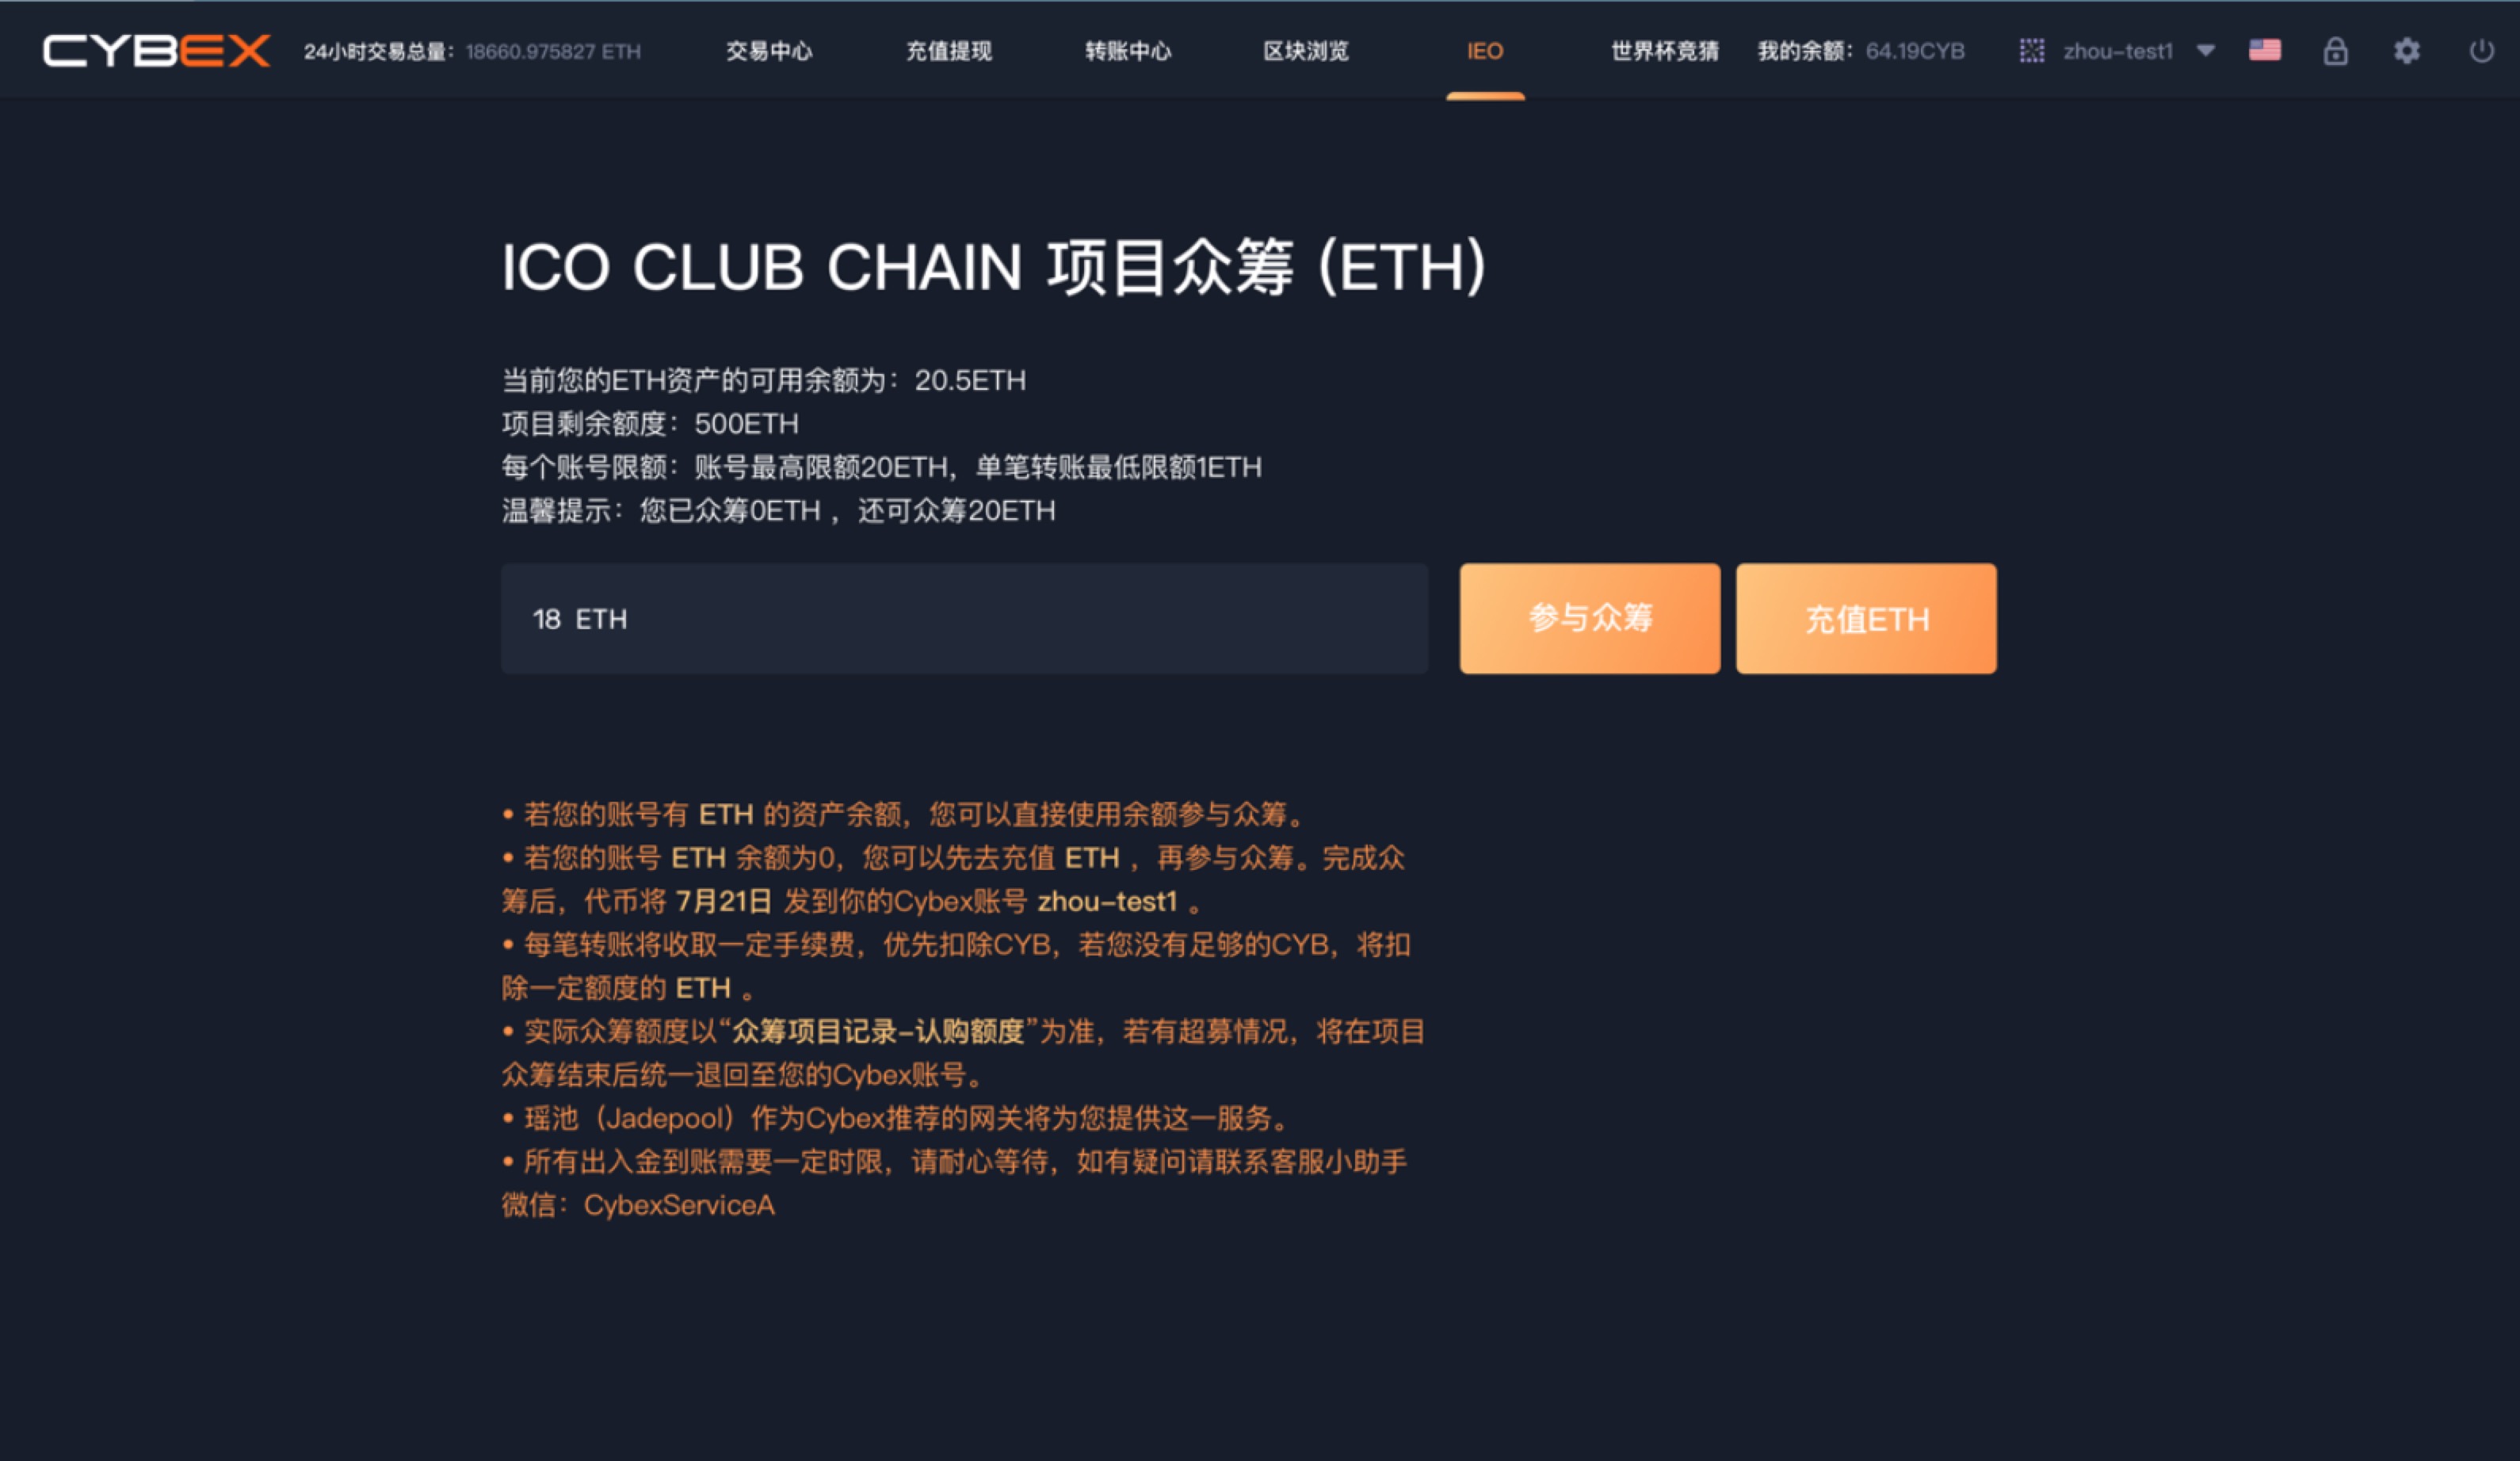 CYBEX 24小时交易总量：18660.975827 ETH 交易中心 充值提现 转账中心 区块浏览 IEO 世界杯竞猜 我的余额：64.19CYB zhou-test1
ICO CLUB CHAIN 项目众筹 (ETH)
当前您的ETH资产的可用余额为：20.5ETH
项目剩余额度：500ETH
每个账号限额：账号最高限额20ETH，单笔转账最低限额1ETH
温馨提示：您已众筹0ETH ，还可众筹20ETH
18 ETH 参与众筹 充值ETH
• 若您的账号有 ETH 的资产余额，您可以直接使用余额参与众筹。
• 若您的账号 ETH 余额为0，您可以先去充值 ETH ，再参与众筹。完成众
筹后，代币将 7月21日 发到你的Cybex账号 zhou-test1 。
• 每笔转账将收取一定手续费，优先扣除CYB，若您没有足够的CYB，将扣
除一定额度的 ETH 。
• 实际众筹额度以“众筹项目记录-认购额度”为准，若有超募情况，将在项目
众筹结束后统一退回至您的Cybex账号。
• 瑶池（Jadepool）作为Cybex推荐的网关将为您提供这一服务。
• 所有出入金到账需要一定时限，请耐心等待，如有疑问请联系客服小助手
微信：CybexServiceA